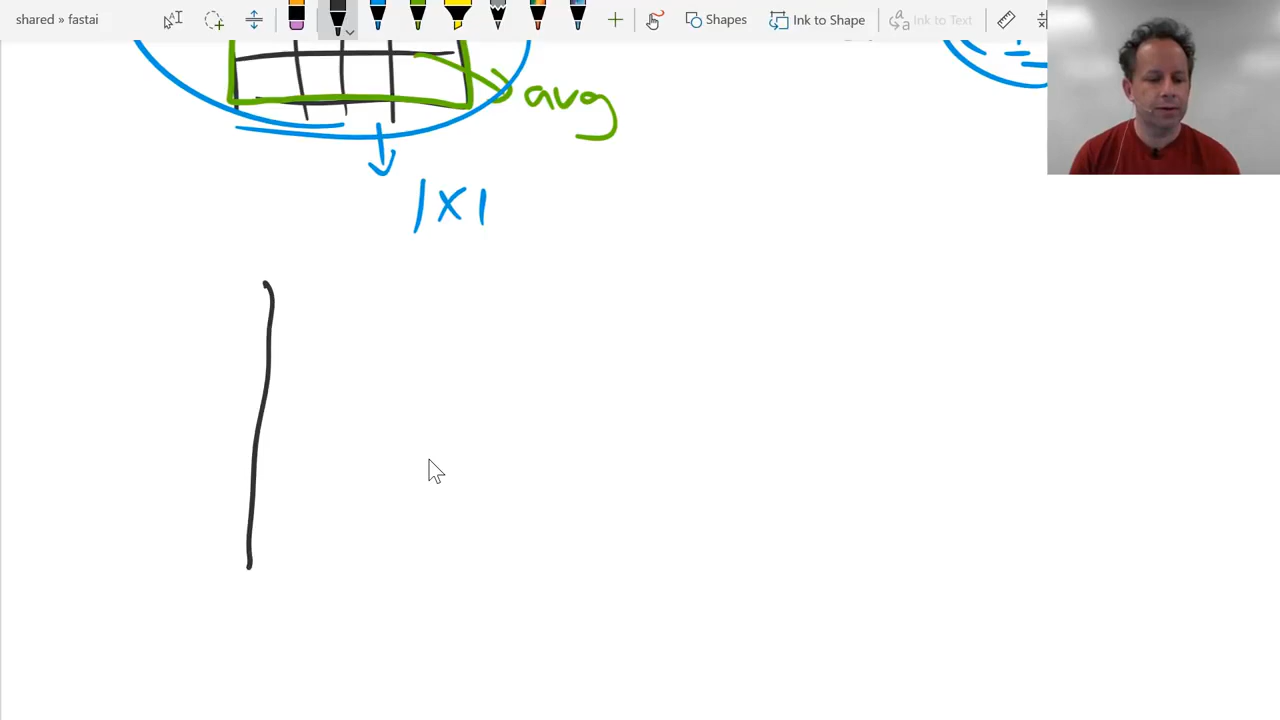 shared » fastai
Shapes
Ink to Shape
Ink to Text
avg
1x1